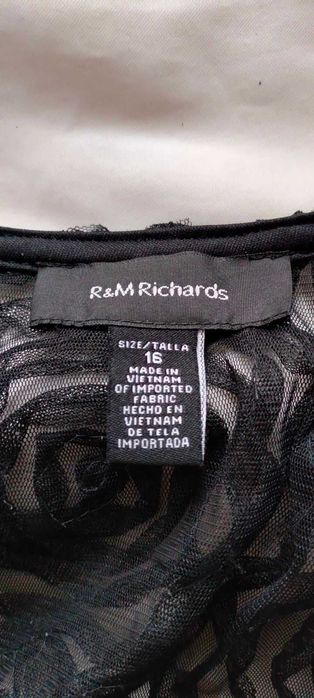 R&M Richards
SIZE/TALLA
16
MADE IN
VIETNAM
OF IMPORTED
FABRIC
HECHO EN
VIETNAM
DE TELA
IMPORTADA